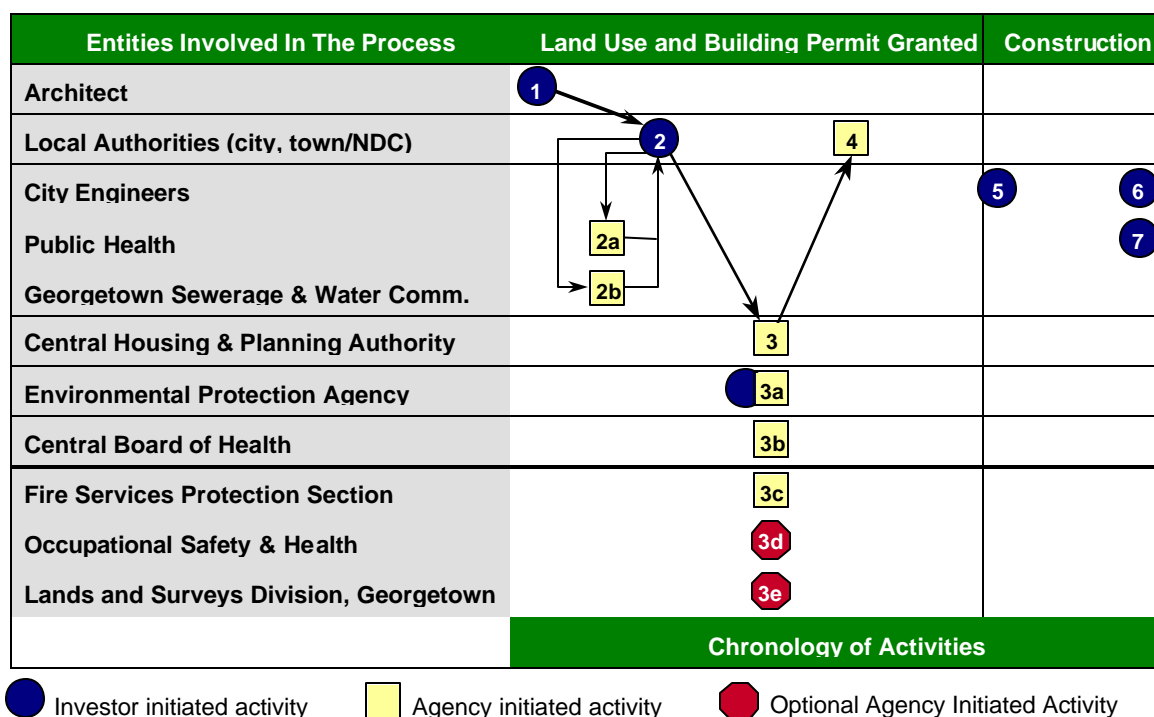 Entities Involved In The Process Land Use and Building Permit Granted Construction
Architect 1
Local Authorities (city, town/NDC) 2 4
City Engineers 5 6
Public Health 2a 7
Georgetown Sewerage & Water Comm. 2b
Central Housing & Planning Authority 3
Environmental Protection Agency 3a
Central Board of Health 3b
Fire Services Protection Section 3c
Occupational Safety & Health 3d
Lands and Surveys Division, Georgetown 3e
Chronology of Activities
Investor initiated activity Agency initiated activity Optional Agency Initiated Activity